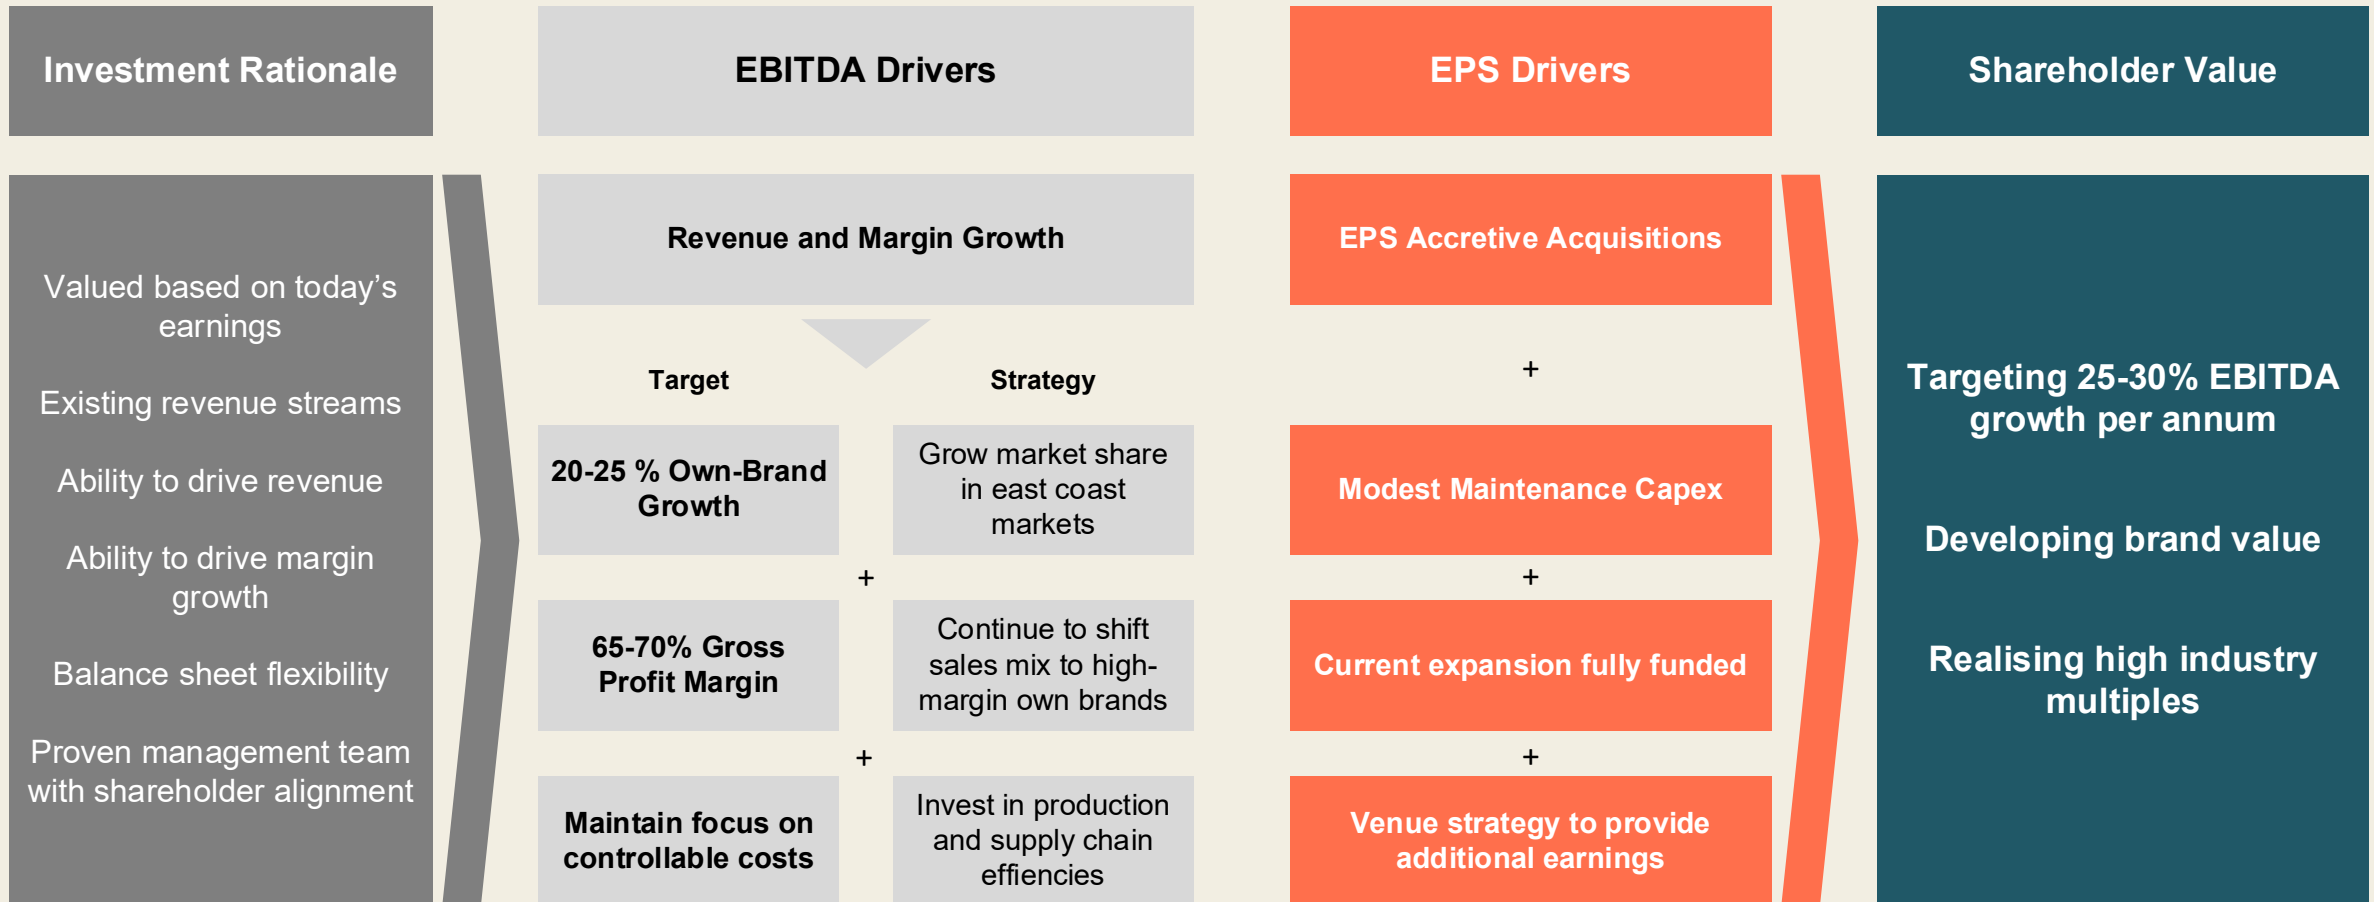 Investment Rationale
EBITDA Drivers
EPS Drivers
Shareholder Value
Valued based on today’s
earnings
Existing revenue streams
Ability to drive revenue
Ability to drive margin
growth
Balance sheet flexibility
Proven management team
with shareholder alignment
Revenue and Margin Growth
Target
Strategy
20-25 % Own-Brand
Growth
Grow market share
in east coast
markets
+
65-70% Gross
Profit Margin
Continue to shift
sales mix to high-
margin own brands
+
Maintain focus on
controllable costs
Invest in production
and supply chain
effiencies
EPS Accretive Acquisitions
+
Modest Maintenance Capex
+
Current expansion fully funded
+
Venue strategy to provide
additional earnings
Targeting 25-30% EBITDA
growth per annum
Developing brand value
Realising high industry
multiples